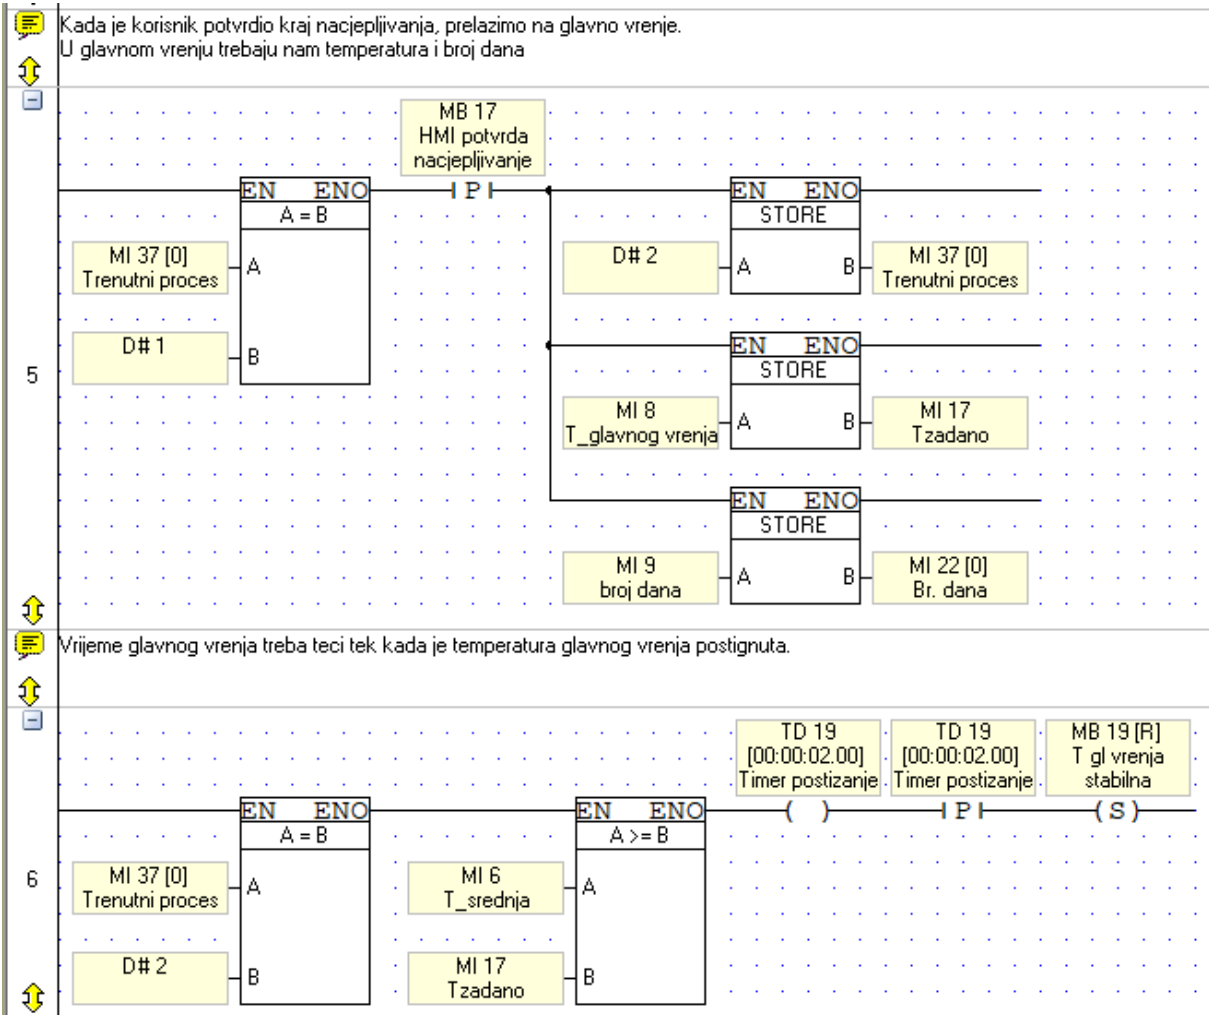 Kada je korisnik potvrdio kraj nacjepljivanja, prelazimo na glavno vrenje.
U glavnom vrenju trebaju nam temperatura i broj dana
MB 17
HMI potvrda
nacjepljivanje
EN ENO
A = B
P
EN ENO
STORE
MI 37 [0]
Trenutni proces
A
D# 2
A
B
MI 37 [0]
Trenutni proces
D# 1
B
EN ENO
STORE
5
MI 8
T_glavnog vrenja
A
B
MI 17
Tzadano
EN ENO
STORE
MI 9
broj dana
A
B
MI 22 [0]
Br. dana
Vrijeme glavnog vrenja treba teci tek kada je temperatura glavnog vrenja postignuta.
TD 19
[00:00:02.00]
Timer postizanje
TD 19
[00:00:02.00]
Timer postizanje
MB 19 [R]
T gl vrenja
stabilna
EN ENO
A = B
EN ENO
A >= B
( )
P
(S)
6
MI 37 [0]
Trenutni proces
A
MI 6
T_srednja
A
D# 2
B
MI 17
Tzadano
B